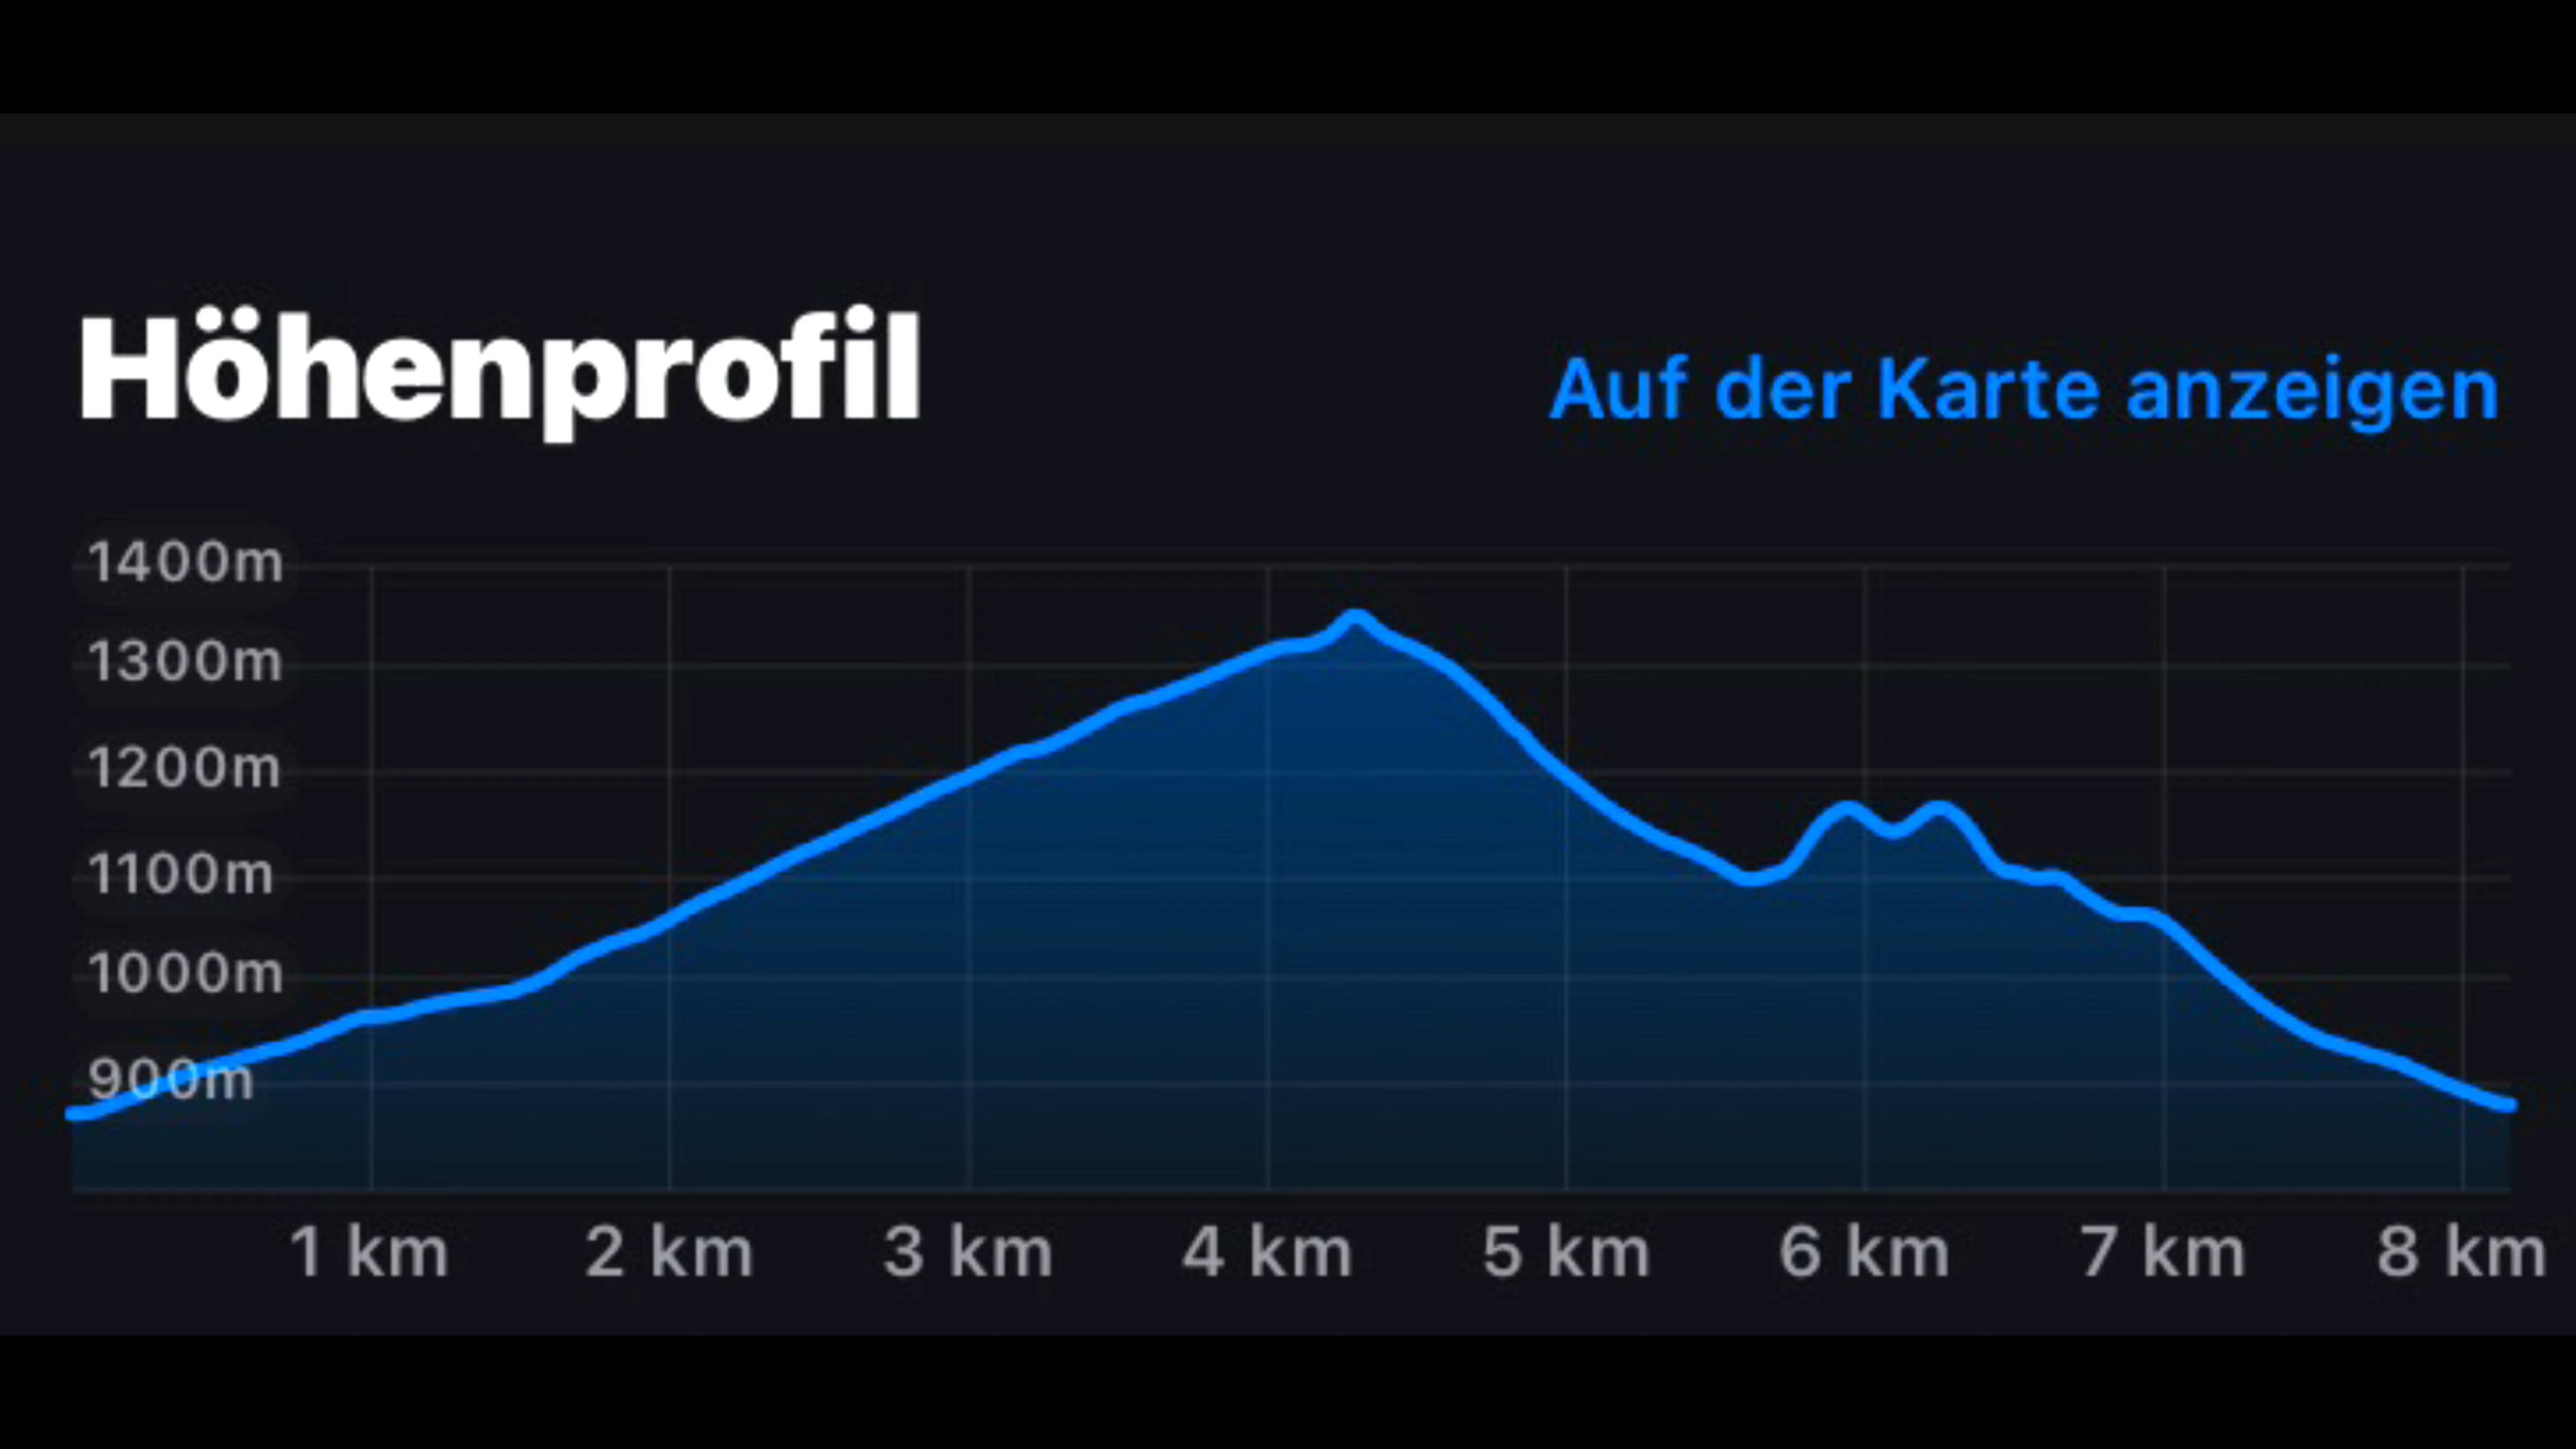 Höhenprofil
Auf der Karte anzeigen
1400m
1300m
1200m
1100m
1000m
900m
1 km 2 km 3 km 4 km 5 km 6 km 7 km 8 km